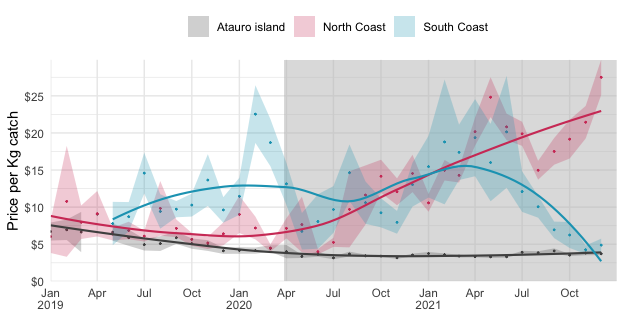 Atauro island North Coast South Coast
Price per Kg catch
$25
$20
$15
$10
$5
$0
Jan Apr Jul Oct Jan Apr Jul Oct Jan Apr Jul Oct
2019 2020 2021